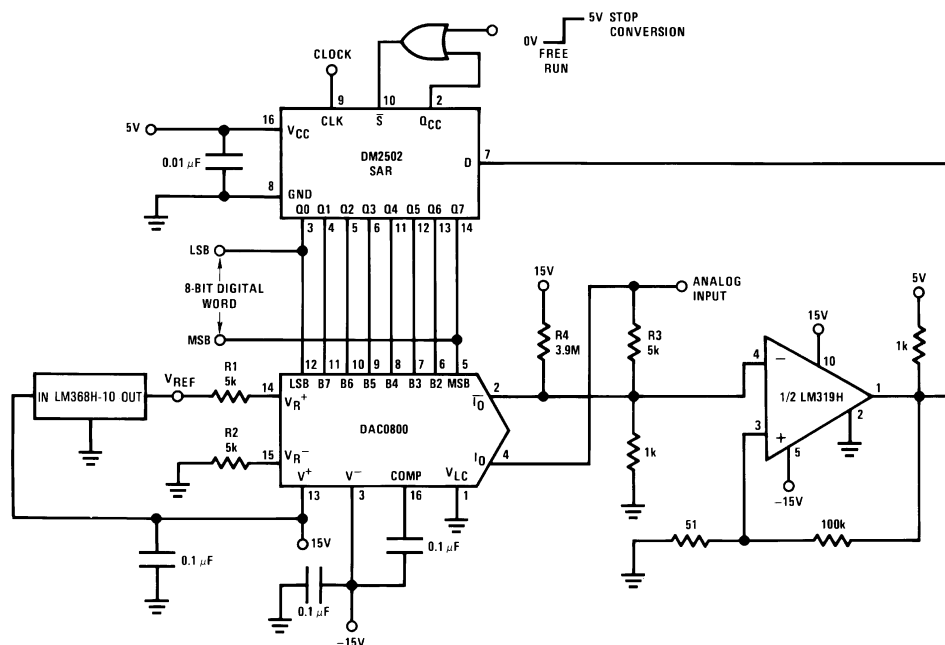 5V STOP
CONVERSION
0V
FREE
RUN
CLOCK
9
10
2
CLK
S̅
QCC
5V
16
VCC
0.01 µF
DM2502
SAR
D
7
8
GND
Q0 Q1 Q2 Q3 Q4 Q5 Q6 Q7
3 4 5 6 11 12 13 14
LSB
8-BIT DIGITAL
WORD
MSB
15V
R4
3.9M
R3
5k
ANALOG
INPUT
15V
5V
1k
12 11 10 9 8 7 6 5
LSB B7 B6 B5 B4 B3 B2 MSB
IN LM368H-10 OUT
VREF
R1
5k
14
VR+
2
I̅O̅
DAC0800
R2
5k
15
VR−
IO
4
V+
V−
COMP
VLC
13
3
16
1
1k
4
−
10
1/2 LM319H
1
2
3
+
5
−15V
51
100k
0.1 µF
15V
0.1 µF
0.1 µF
−15V